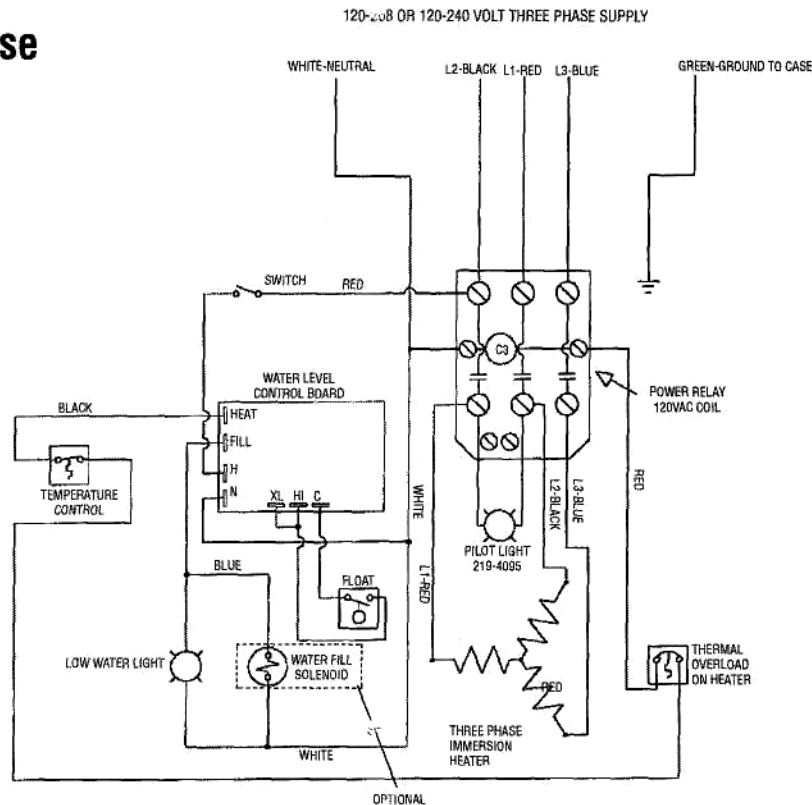 120-208 OR 120-240 VOLT THREE PHASE SUPPLY
se
WHITE-NEUTRAL
L2-BLACK
L1-RED
L3-BLUE
GREEN-GROUND TO CASE
SWITCH
RED
C3
WATER LEVEL
CONTROL BOARD
POWER RELAY
120VAC COIL
BLACK
HEAT
FILL
H
N
XL
HI
C
TEMPERATURE
CONTROL
WHITE
L2-BLACK
L3-BLUE
RED
PILOT LIGHT
219-4095
BLUE
FLOAT
L1-RED
LOW WATER LIGHT
WATER FILL
SOLENOID
RED
THERMAL
OVERLOAD
ON HEATER
THREE PHASE
IMMERSION
HEATER
WHITE
OPTIONAL